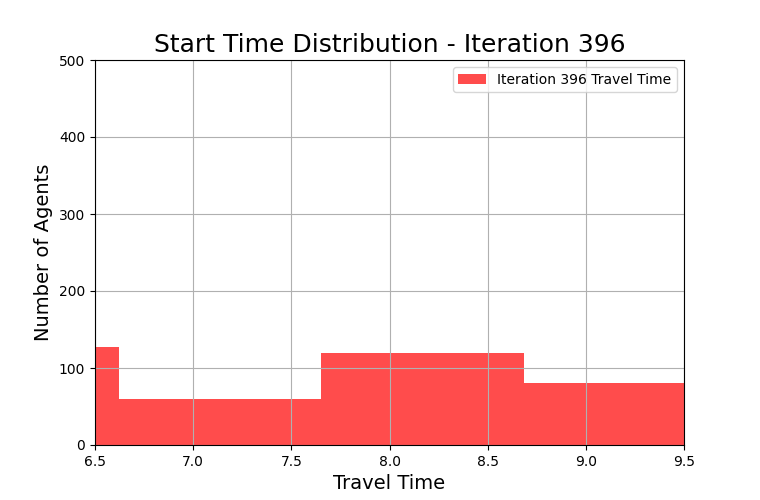 Start Time Distribution - Iteration 396
Iteration 396 Travel Time
Number of Agents
500
400
300
200
100
0
6.5 7.0 7.5 8.0 8.5 9.0 9.5
Travel Time